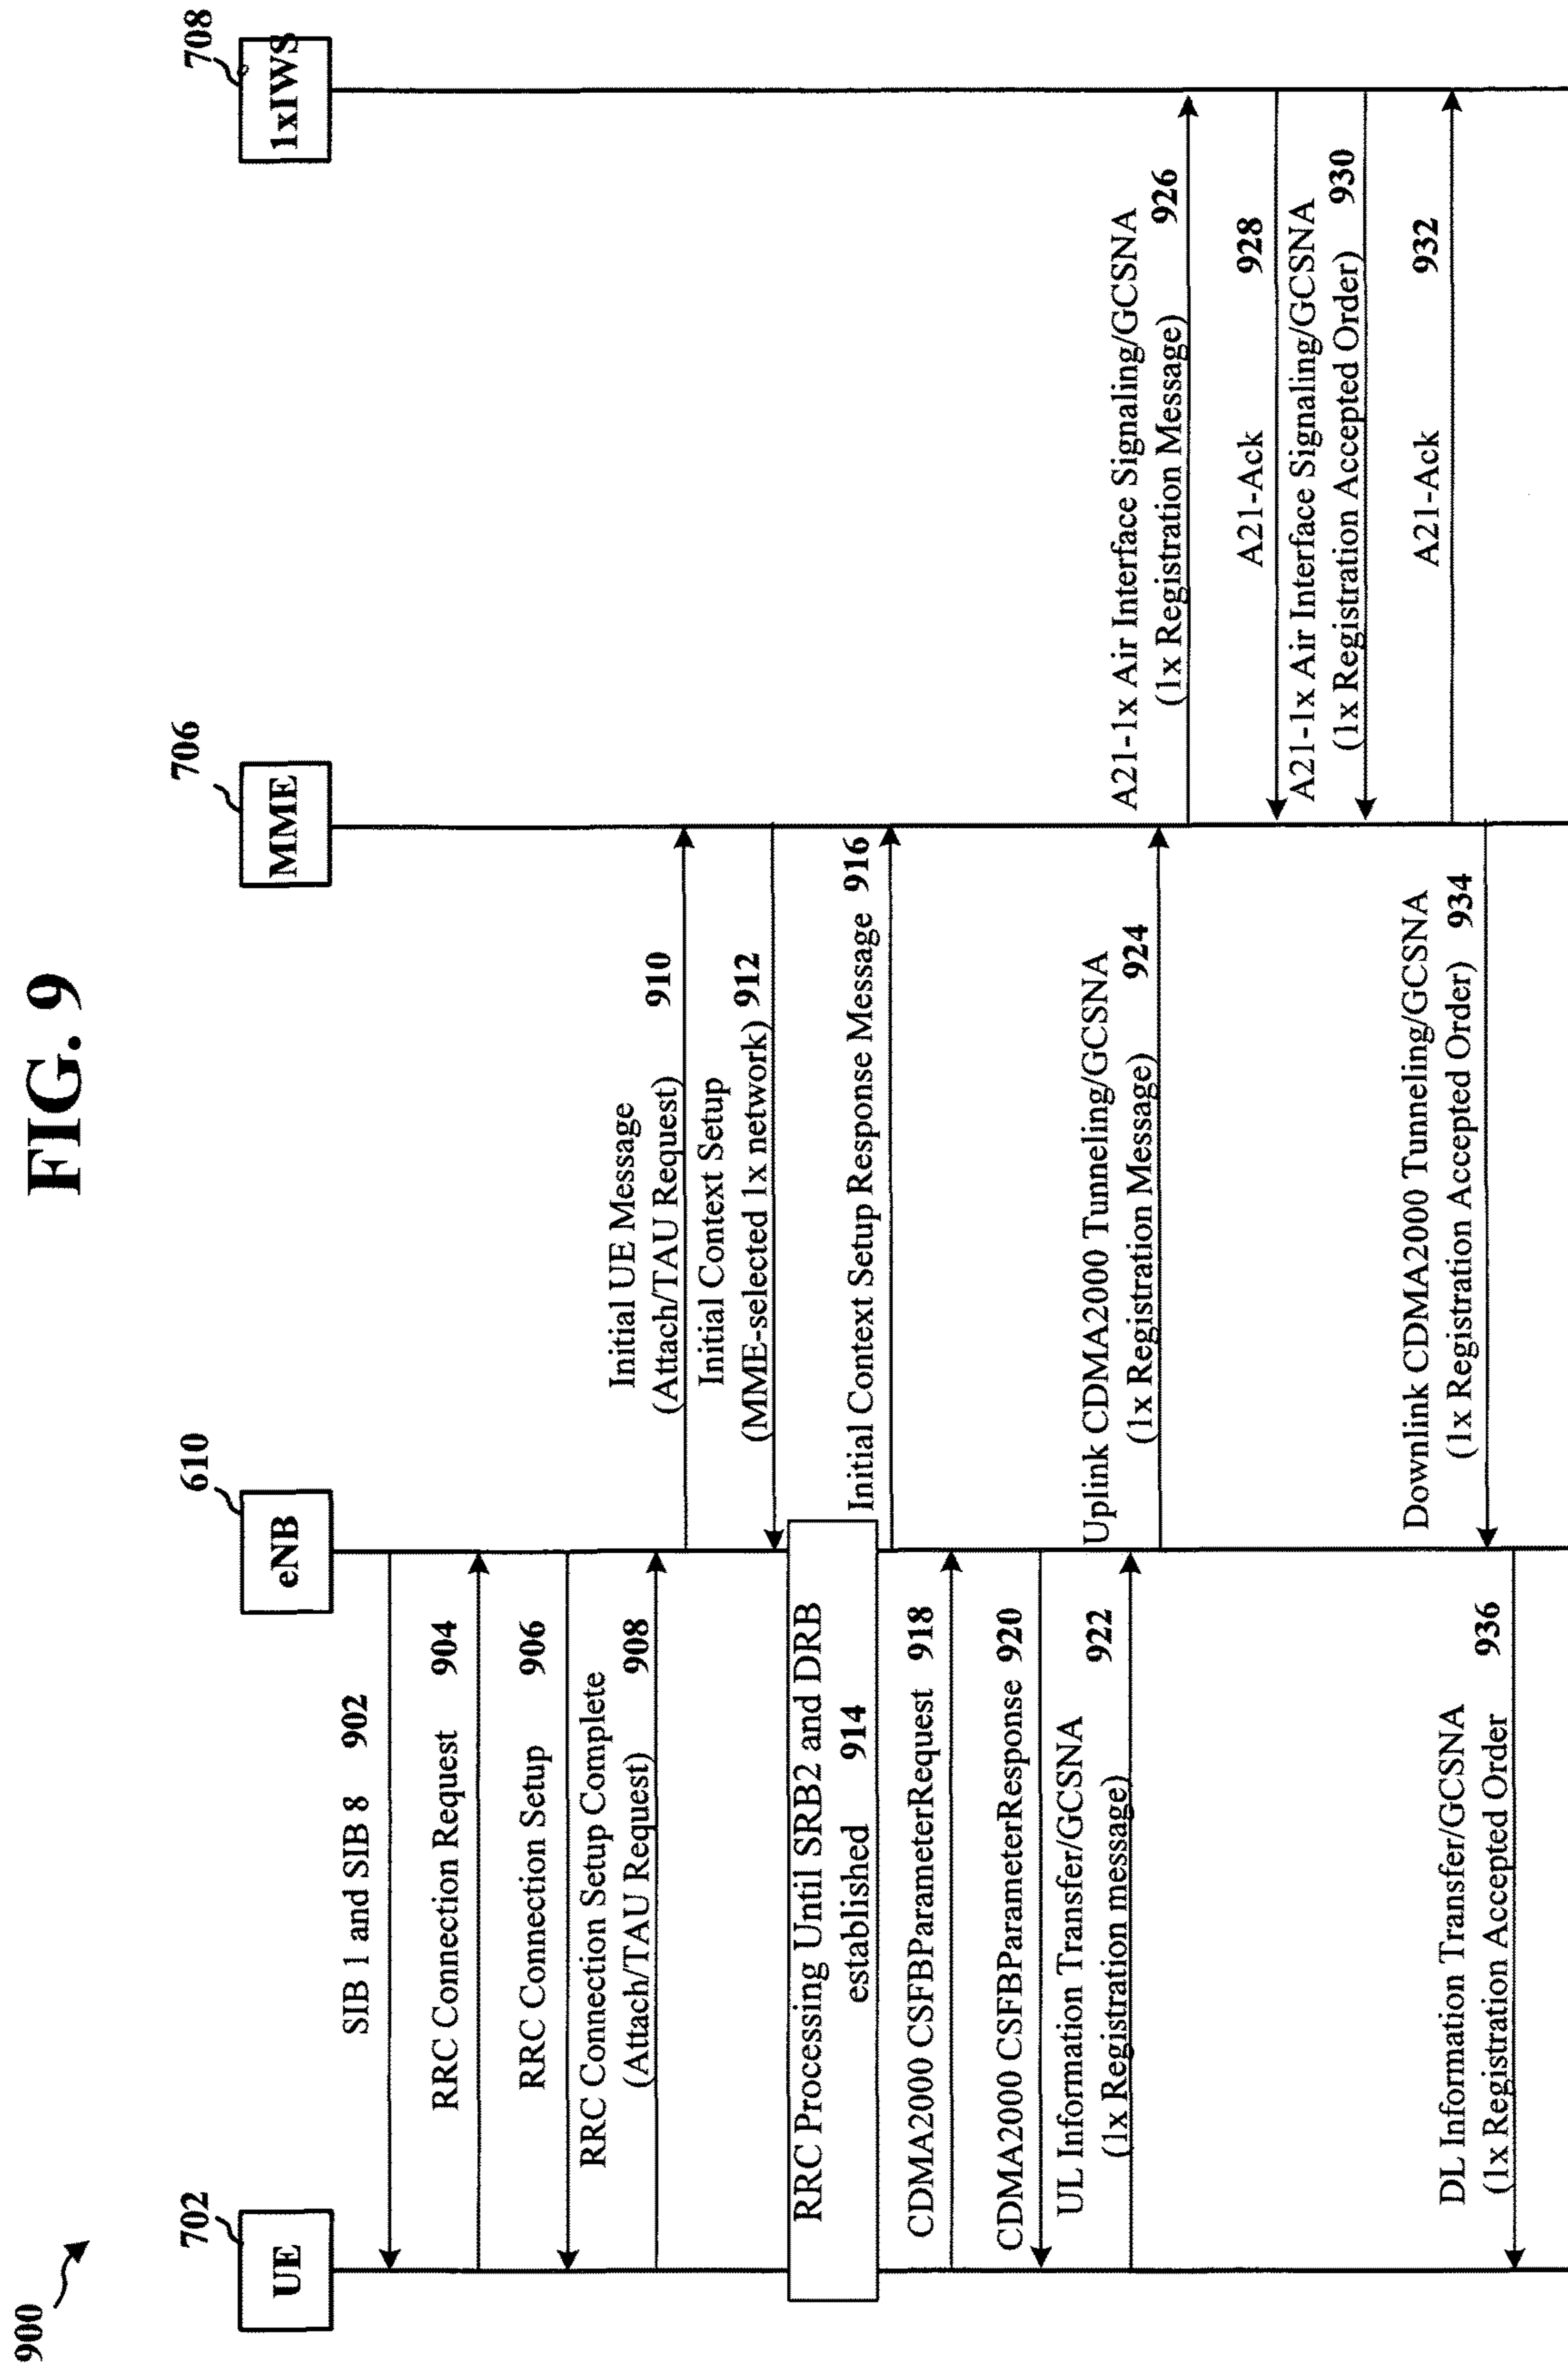 FIG. 9
900
702
UE
610
eNB
706
MME
708
1xIWS
SIB 1 and SIB 8 902
RRC Connection Request 904
RRC Connection Setup 906
RRC Connection Setup Complete
(Attach/TAU Request) 908
Initial UE Message
(Attach/TAU Request) 910
Initial Context Setup
(MME-selected 1x network) 912
RRC Processing Until SRB2 and DRB
established 914
Initial Context Setup Response Message 916
CDMA2000 CSFBParameterRequest 918
CDMA2000 CSFBParameterResponse 920
UL Information Transfer/GCSNA
(1x Registration message) 922
Uplink CDMA2000 Tunneling/GCSNA
(1x Registration Message) 924
A21-1x Air Interface Signaling/GCSNA
(1x Registration Message) 926
A21-Ack 928
A21-1x Air Interface Signaling/GCSNA
(1x Registration Accepted Order) 930
A21-Ack 932
Downlink CDMA2000 Tunneling/GCSNA
(1x Registration Accepted Order) 934
DL Information Transfer/GCSNA
(1x Registration Accepted Order 936